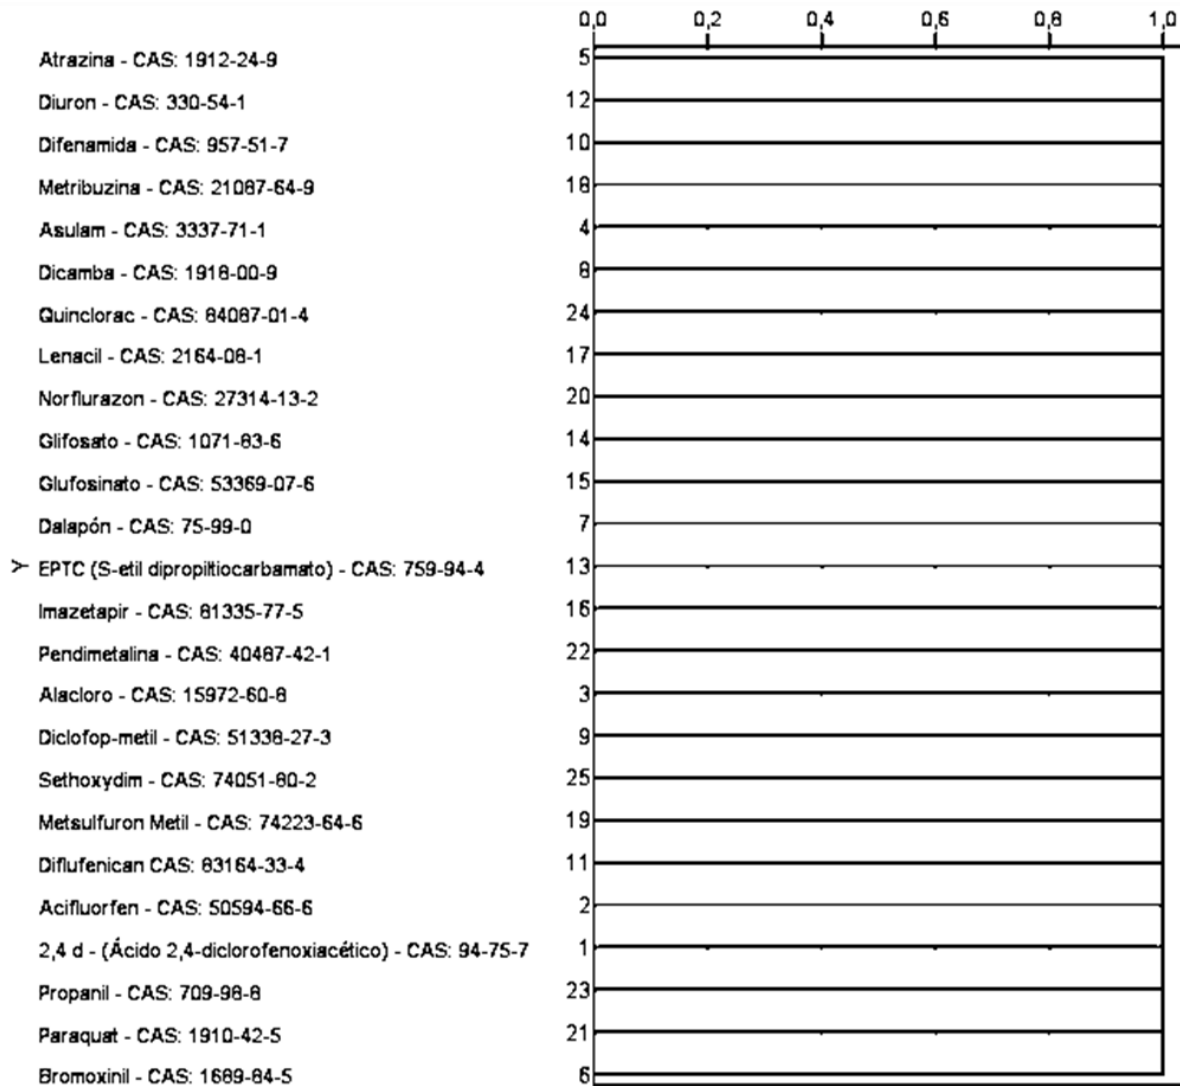 0,0 0,2 0,4 0,6 0,8 1,0
Atrazina - CAS: 1912-24-9 5
Diuron - CAS: 330-54-1 12
Difenamida - CAS: 957-51-7 10
Metribuzina - CAS: 21087-64-9 18
Asulam - CAS: 3337-71-1 4
Dicamba - CAS: 1918-00-9 8
Quinclorac - CAS: 84087-01-4 24
Lenacil - CAS: 2164-08-1 17
Norflurazon - CAS: 27314-13-2 20
Glifosato - CAS: 1071-83-6 14
Glufosinato - CAS: 53369-07-6 15
Dalapón - CAS: 75-99-0 7
Y EPTC (S-etil dipropiltiocarbamato) - CAS: 759-94-4 13
Imazetapir - CAS: 81335-77-5 16
Pendimetalina - CAS: 40487-42-1 22
Alacloro - CAS: 15972-60-8 3
Diclofop-metil - CAS: 51338-27-3 9
Sethoxydim - CAS: 74051-80-2 25
Metsulfuron Metil - CAS: 74223-64-6 19
Diflufenican CAS: 83164-33-4 11
Acifluorfen - CAS: 50594-66-6 2
2,4 d - (Ácido 2,4-diclorofenoxiacético) - CAS: 94-75-7 1
Propanil - CAS: 709-98-8 23
Paraquat - CAS: 1910-42-5 21
Bromoxinil - CAS: 1689-84-5 6